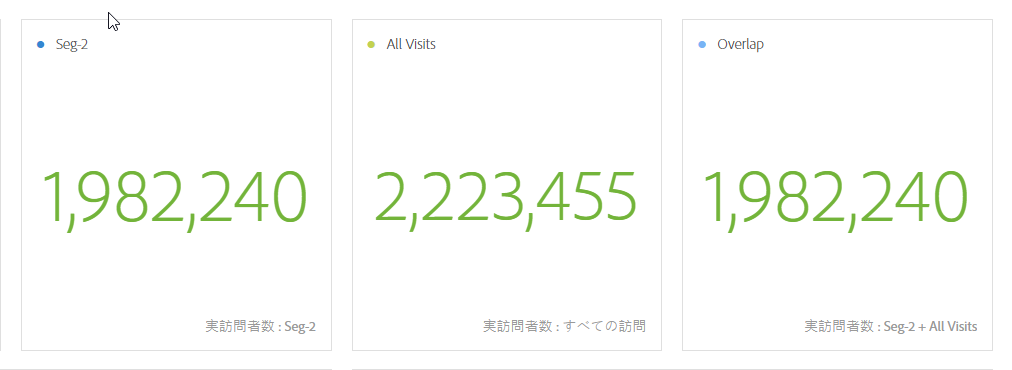 Seg-2
1,982,240
実訪問者数 : Seg-2
All Visits
2,223,455
実訪問者数 : すべての訪問
Overlap
1,982,240
実訪問者数 : Seg-2 + All Visits